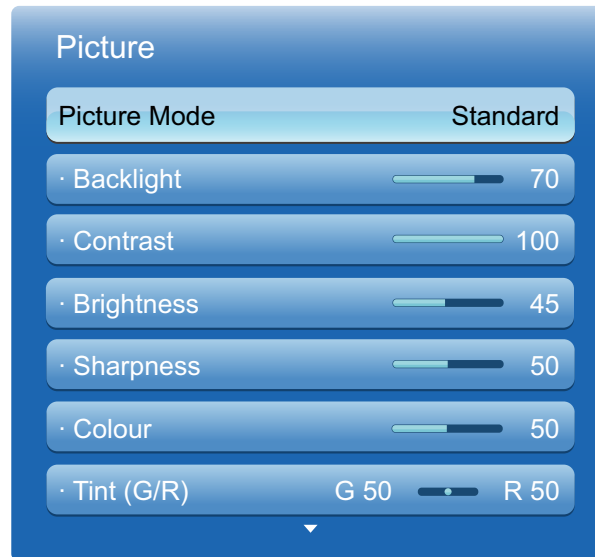 Picture
Picture Mode Standard
· Backlight 70
· Contrast 100
· Brightness 45
· Sharpness 50
· Colour 50
· Tint (G/R) G 50 R 50